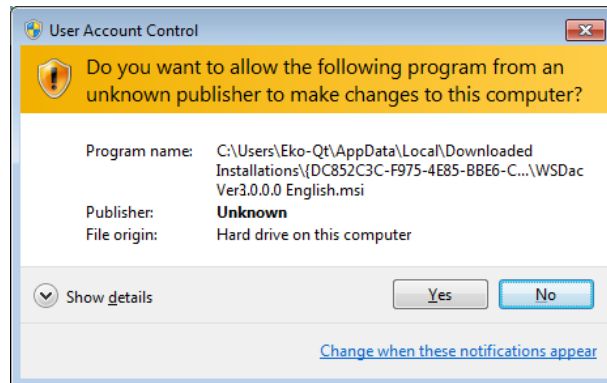 User Account Control
Do you want to allow the following program from an
unknown publisher to make changes to this computer?
Program name: C:\Users\Eko-Qt\AppData\Local\Downloaded
Installations\{DC852C3C-F975-4E85-BBE6-C...\WSDac
Ver3.0.0.0 English.msi
Publisher: Unknown
File origin: Hard drive on this computer
Show details Yes No
Change when these notifications appear